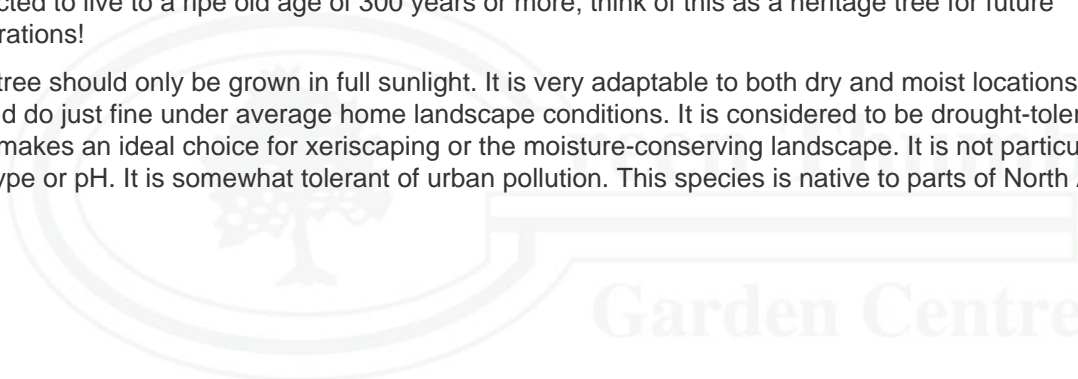 cted to live to a ripe old age of 300 years or more; think of this as a heritage tree for future
rations!
tree should only be grown in full sunlight. It is very adaptable to both dry and moist locations
d do just fine under average home landscape conditions. It is considered to be drought-toler
makes an ideal choice for xeriscaping or the moisture-conserving landscape. It is not particu
ype or pH. It is somewhat tolerant of urban pollution. This species is native to parts of North
Garden Centre